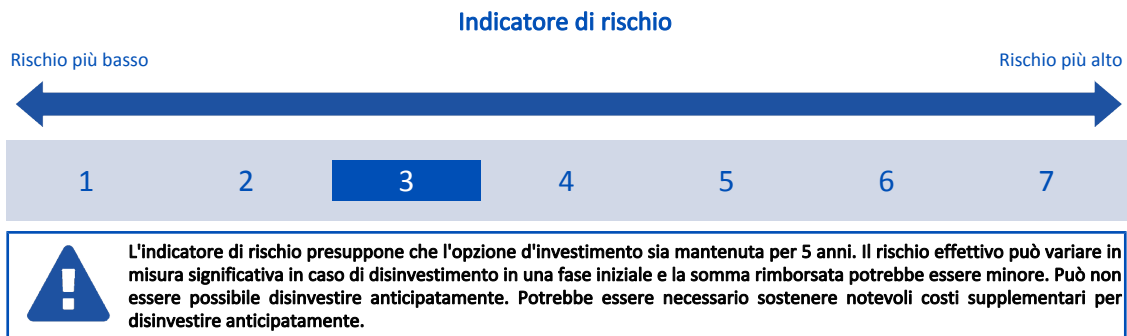 Indicatore di rischio
Rischio più basso
Rischio più alto
1 2 3 4 5 6 7
L'indicatore di rischio presuppone che l'opzione d'investimento sia mantenuta per 5 anni. Il rischio effettivo può variare in
misura significativa in caso di disinvestimento in una fase iniziale e la somma rimborsata potrebbe essere minore. Può non
essere possibile disinvestire anticipatamente. Potrebbe essere necessario sostenere notevoli costi supplementari per
disinvestire anticipatamente.